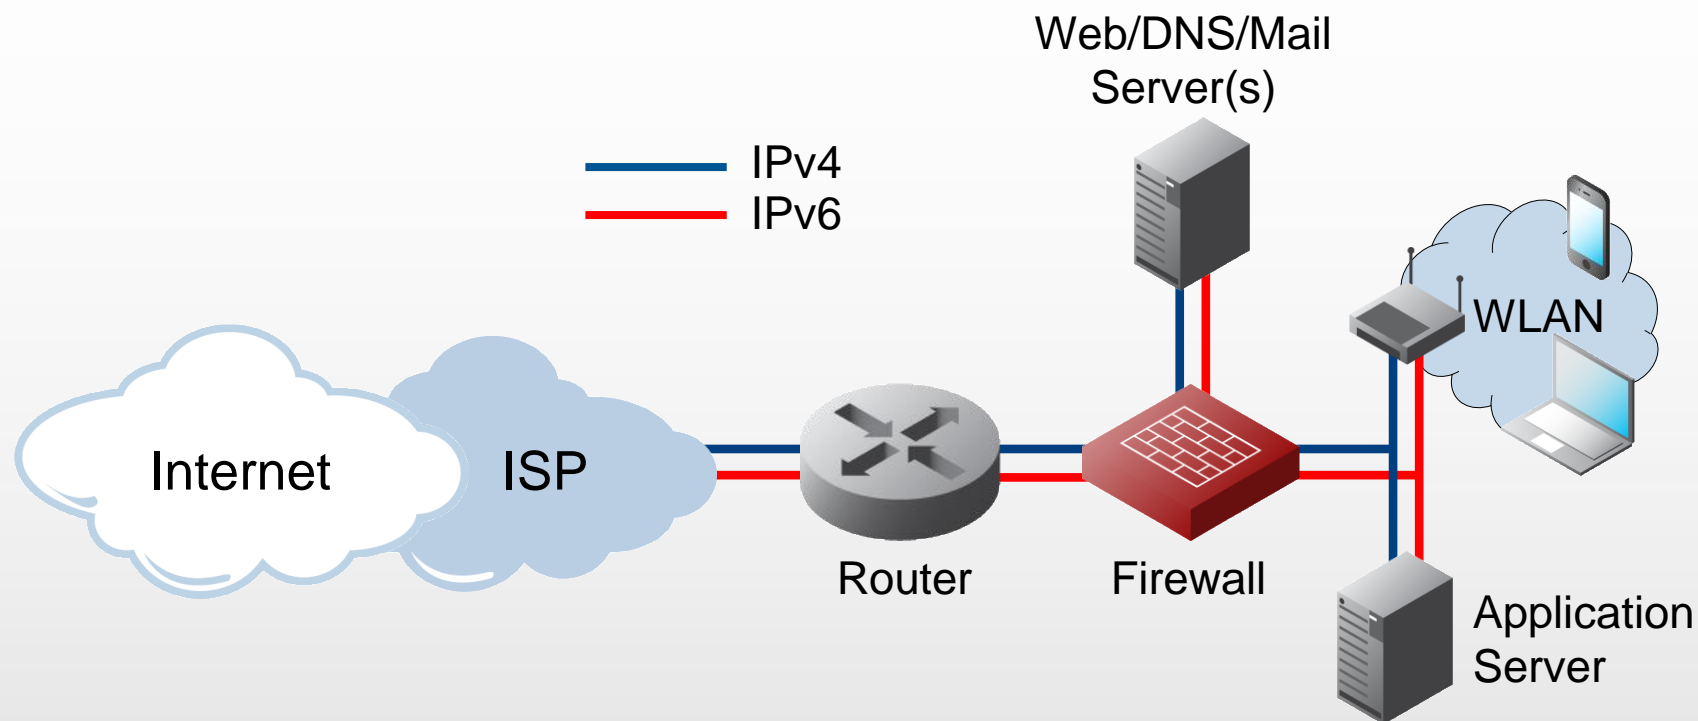 Web/DNS/Mail
Server(s)
IPv4
IPv6
WLAN
Internet
ISP
Router
Firewall
Application
Server